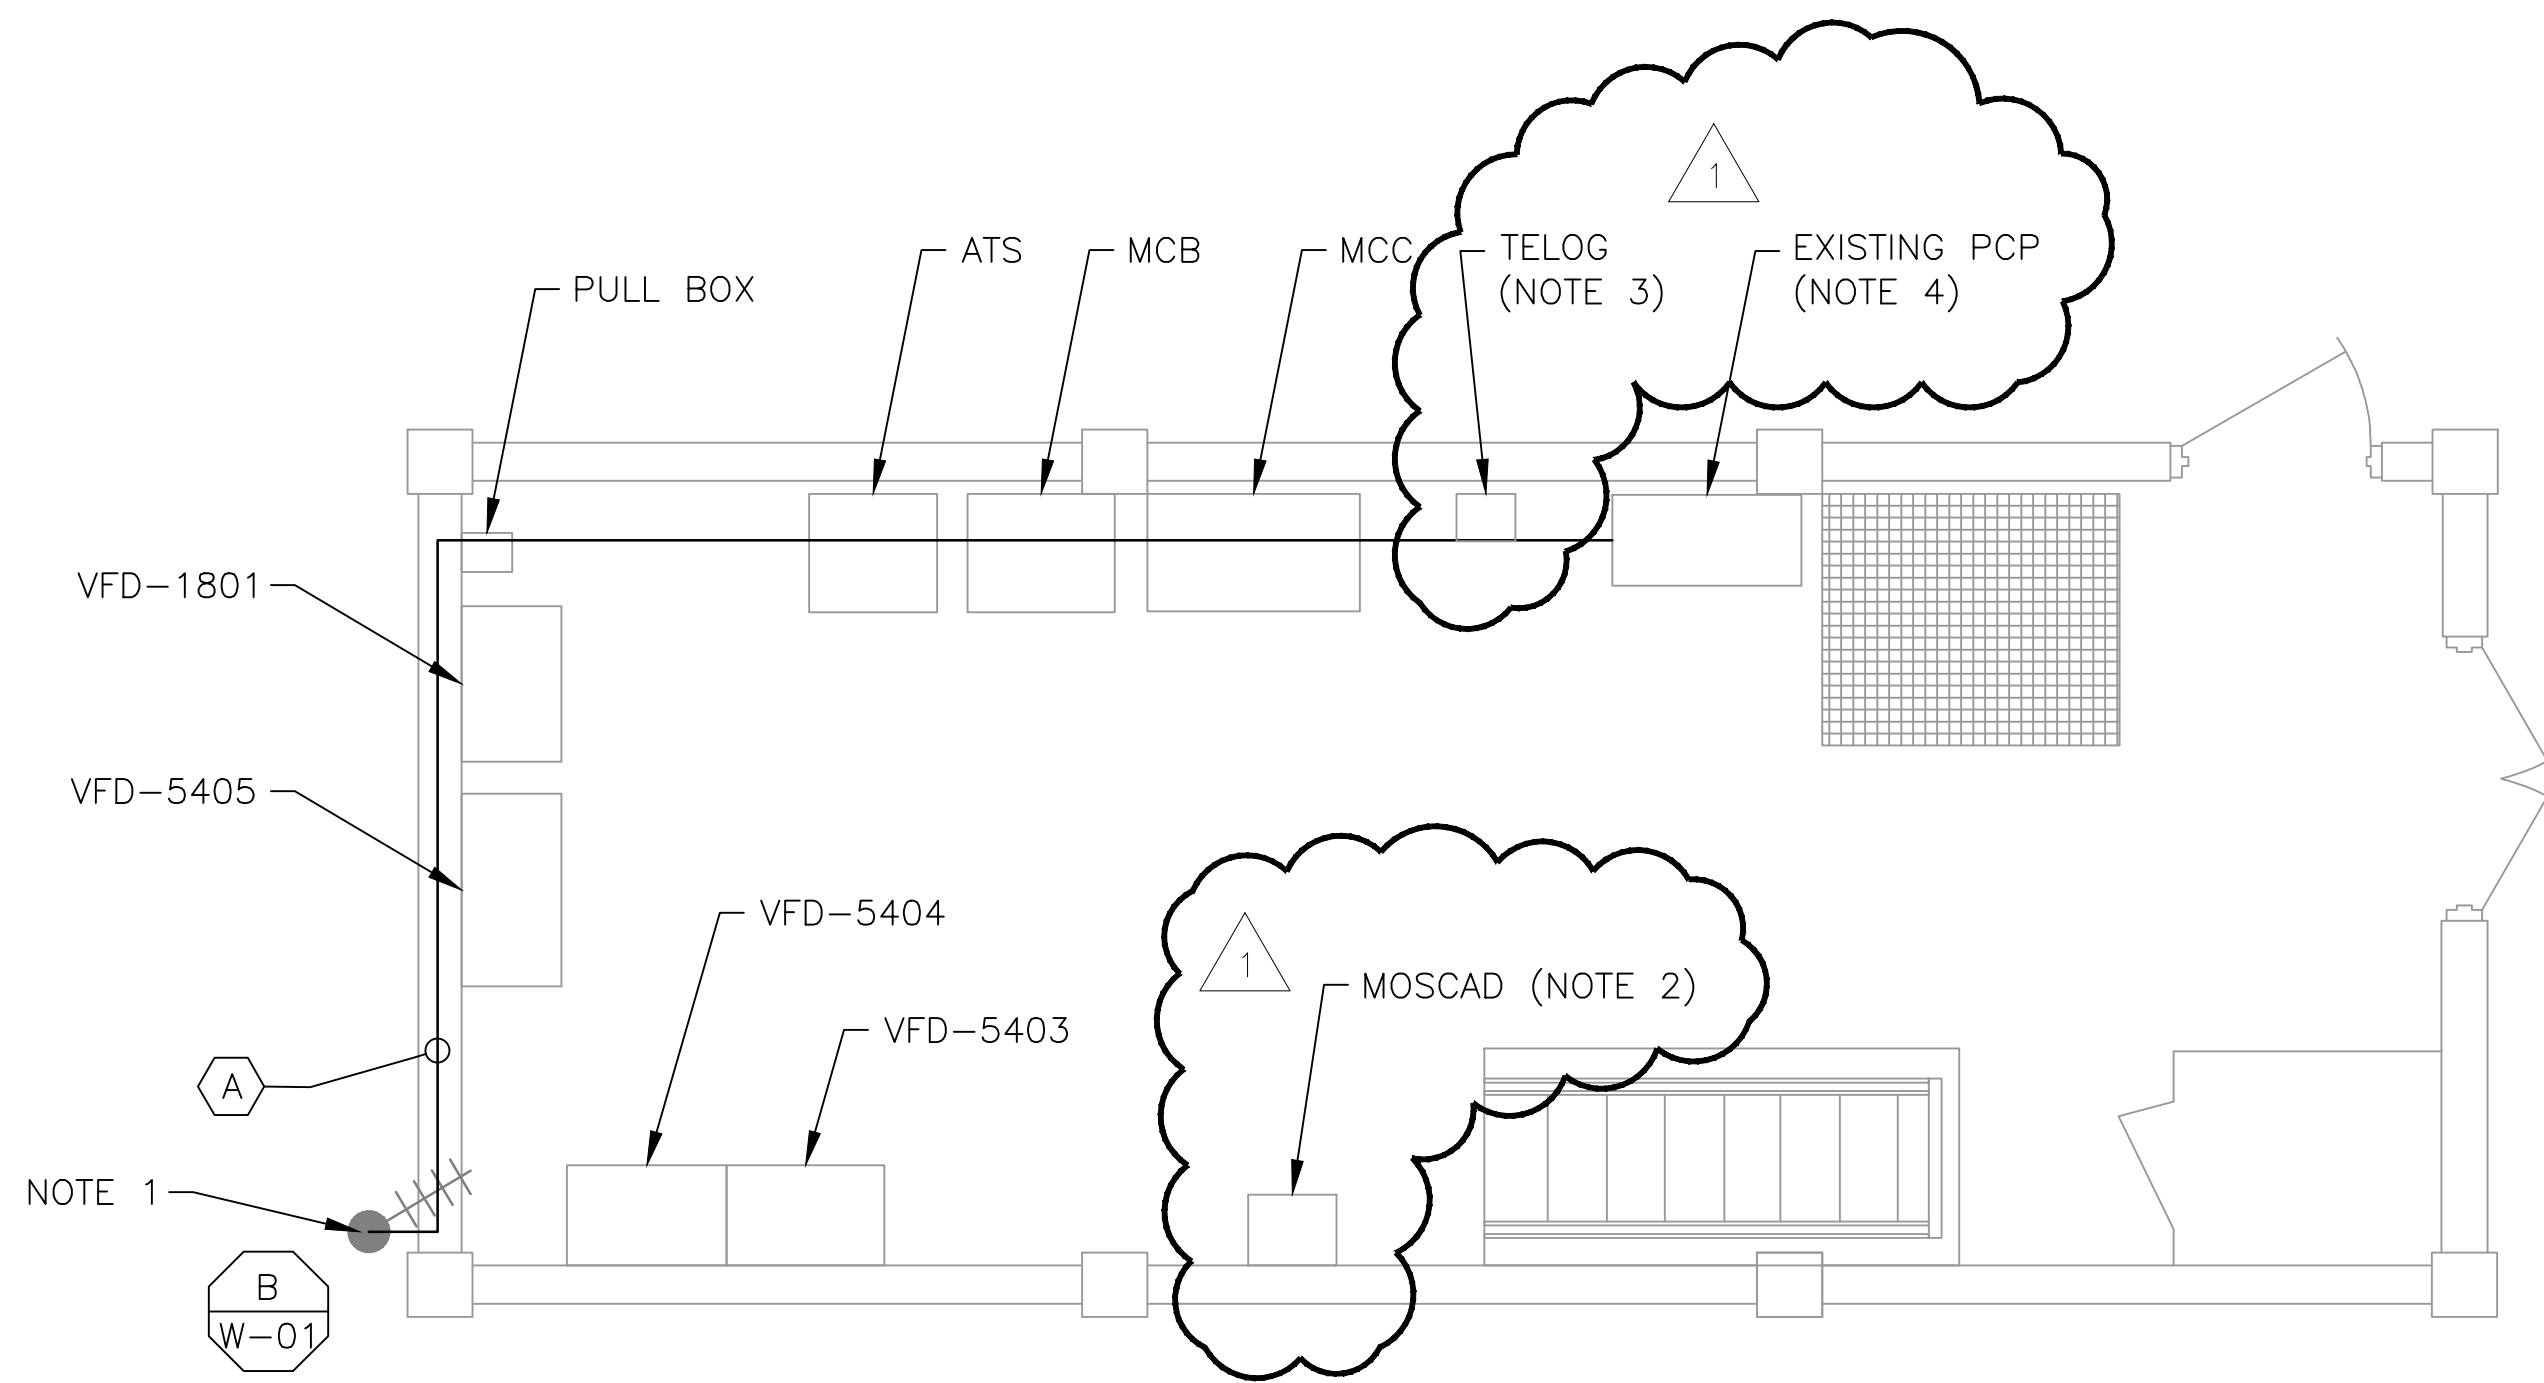 1
ATS
MCB
MCC
TELOG
(NOTE 3)
EXISTING PCP
(NOTE 4)
PULL BOX
VFD-1801
VFD-5405
VFD-5404
1
MOSCAD (NOTE 2)
VFD-5403
A
NOTE 1
B
W-01